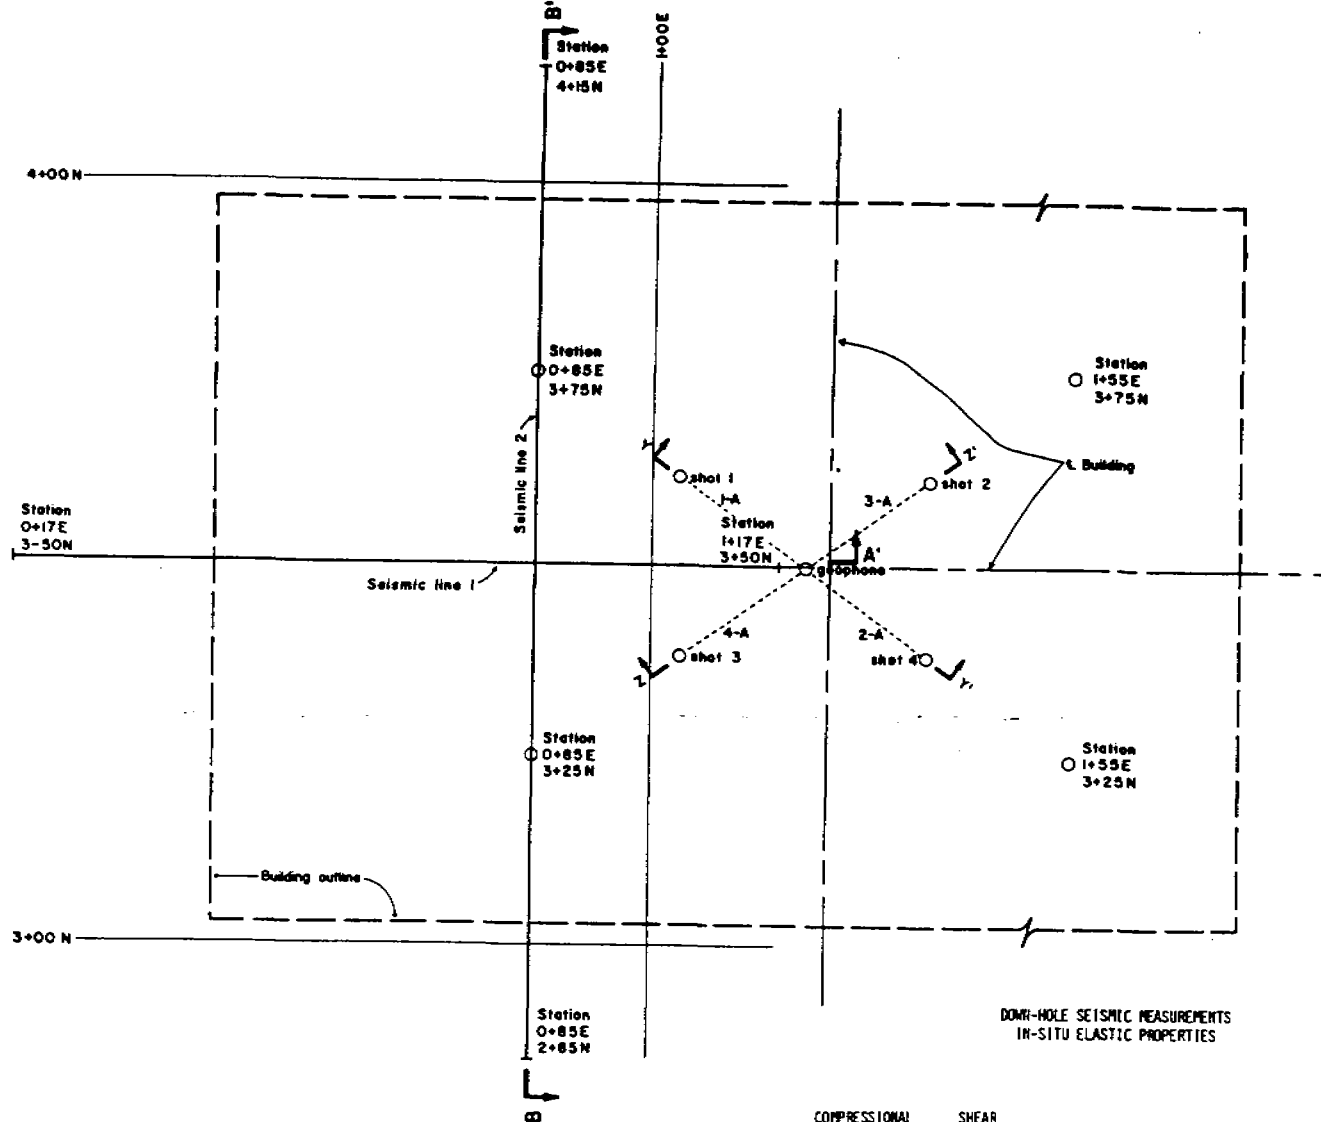 B'
Station
0+85E
4+15N
1+00E
4+00N
Station
0+85E
3+75N
Station
1+55E
3+75N
Seismic line 2
Y
shot 1
1-A
Z'
shot 2
3-A
℄ Building
Station
0+17E
3-50N
Station
1+17E
3+50N
A'
geophone
Seismic line 1
4-A
shot 3
Z
2-A
shot 4
Y'
Station
0+85E
3+25N
Station
1+55E
3+25N
Building outline
3+00 N
Station
0+85E
2+85N
B
DOWN-HOLE SEISMIC MEASUREMENTS
IN-SITU ELASTIC PROPERTIES
COMPRESSIONAL SHEAR